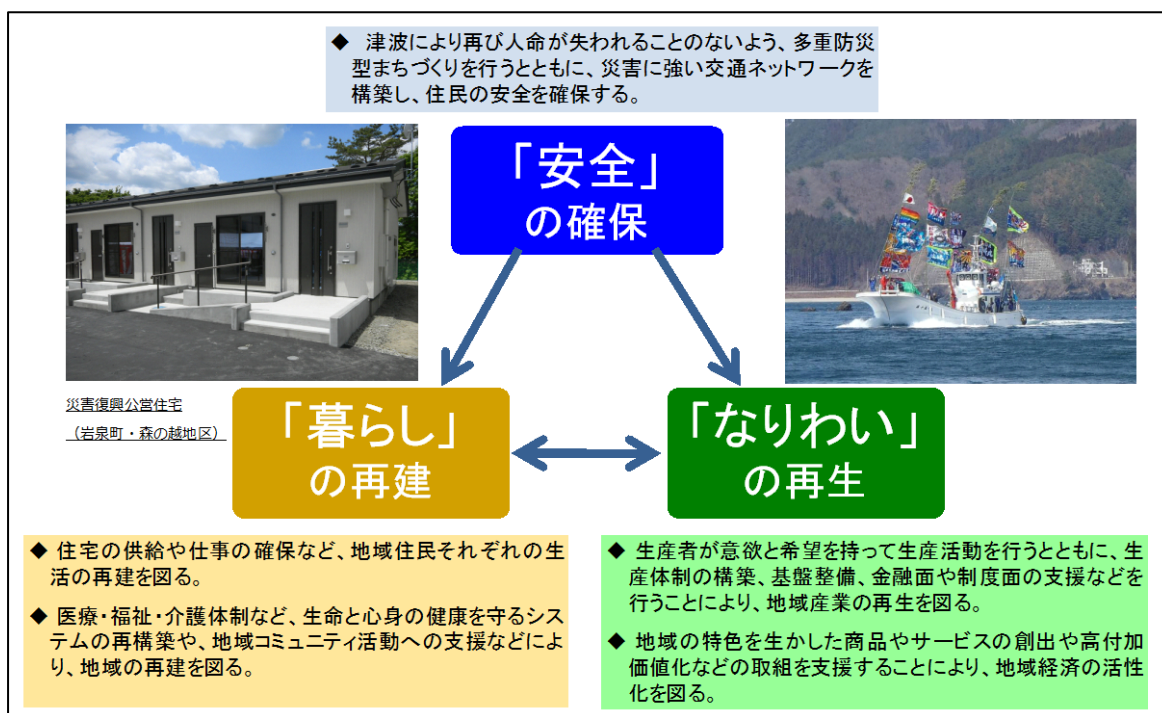 ◆ 津波により再び人命が失われることのないよう、多重防災
型まちづくりを行うとともに、災害に強い交通ネットワークを
構築し、住民の安全を確保する。
「安全」
の確保
災害復興公営住宅
（岩泉町・森の越地区）
「暮らし」
の再建
「なりわい」
の再生
◆ 住宅の供給や仕事の確保など、地域住民それぞれの生
活の再建を図る。
◆ 医療・福祉・介護体制など、生命と心身の健康を守るシス
テムの再構築や、地域コミュニティ活動への支援などによ
り、地域の再建を図る。
◆ 生産者が意欲と希望を持って生産活動を行うとともに、生
産体制の構築、基盤整備、金融面や制度面の支援などを
行うことにより、地域産業の再生を図る。
◆ 地域の特色を生かした商品やサービスの創出や高付加
価値化などの取組を支援することにより、地域経済の活性
化を図る。